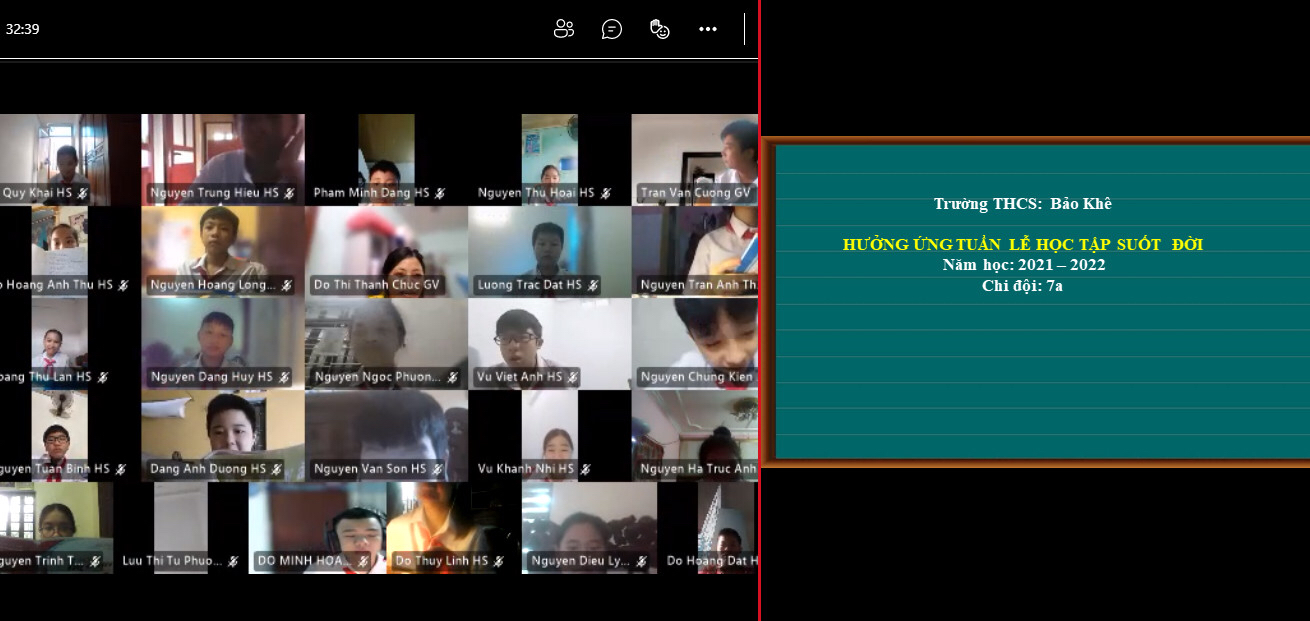 32:39
Quy Khai HS
Nguyen Trung Hieu HS
Pham Minh Dang HS
Nguyen Thu Hoai HS
Tran Van Cuong GV
Hoang Anh Thu HS
Nguyen Hoang Long...
Do Thi Thanh Chuc GV
Luong Trac Dat HS
Nguyen Tran Anh Th
oang Thu Lan HS
Nguyen Dang Huy HS
Nguyen Ngoc Phuon...
Vu Viet Anh HS
Nguyen Chung Kien
guyen Tuan Binh HS
Dang Anh Duong HS
Nguyen Van Son HS
Vu Khanh Nhi HS
Nguyen Ha Truc Anh
guyen Trinh T...
Luu Thi Tu Phuo...
DO MINH HOA...
Do Thuy Linh HS
Nguyen Dieu Ly...
Do Hoang Dat H
Trường THCS: Bảo Khê
HƯỞNG ỨNG TUẦN LỄ HỌC TẬP SUỐT ĐỜI
Năm học: 2021 – 2022
Chi đội: 7a